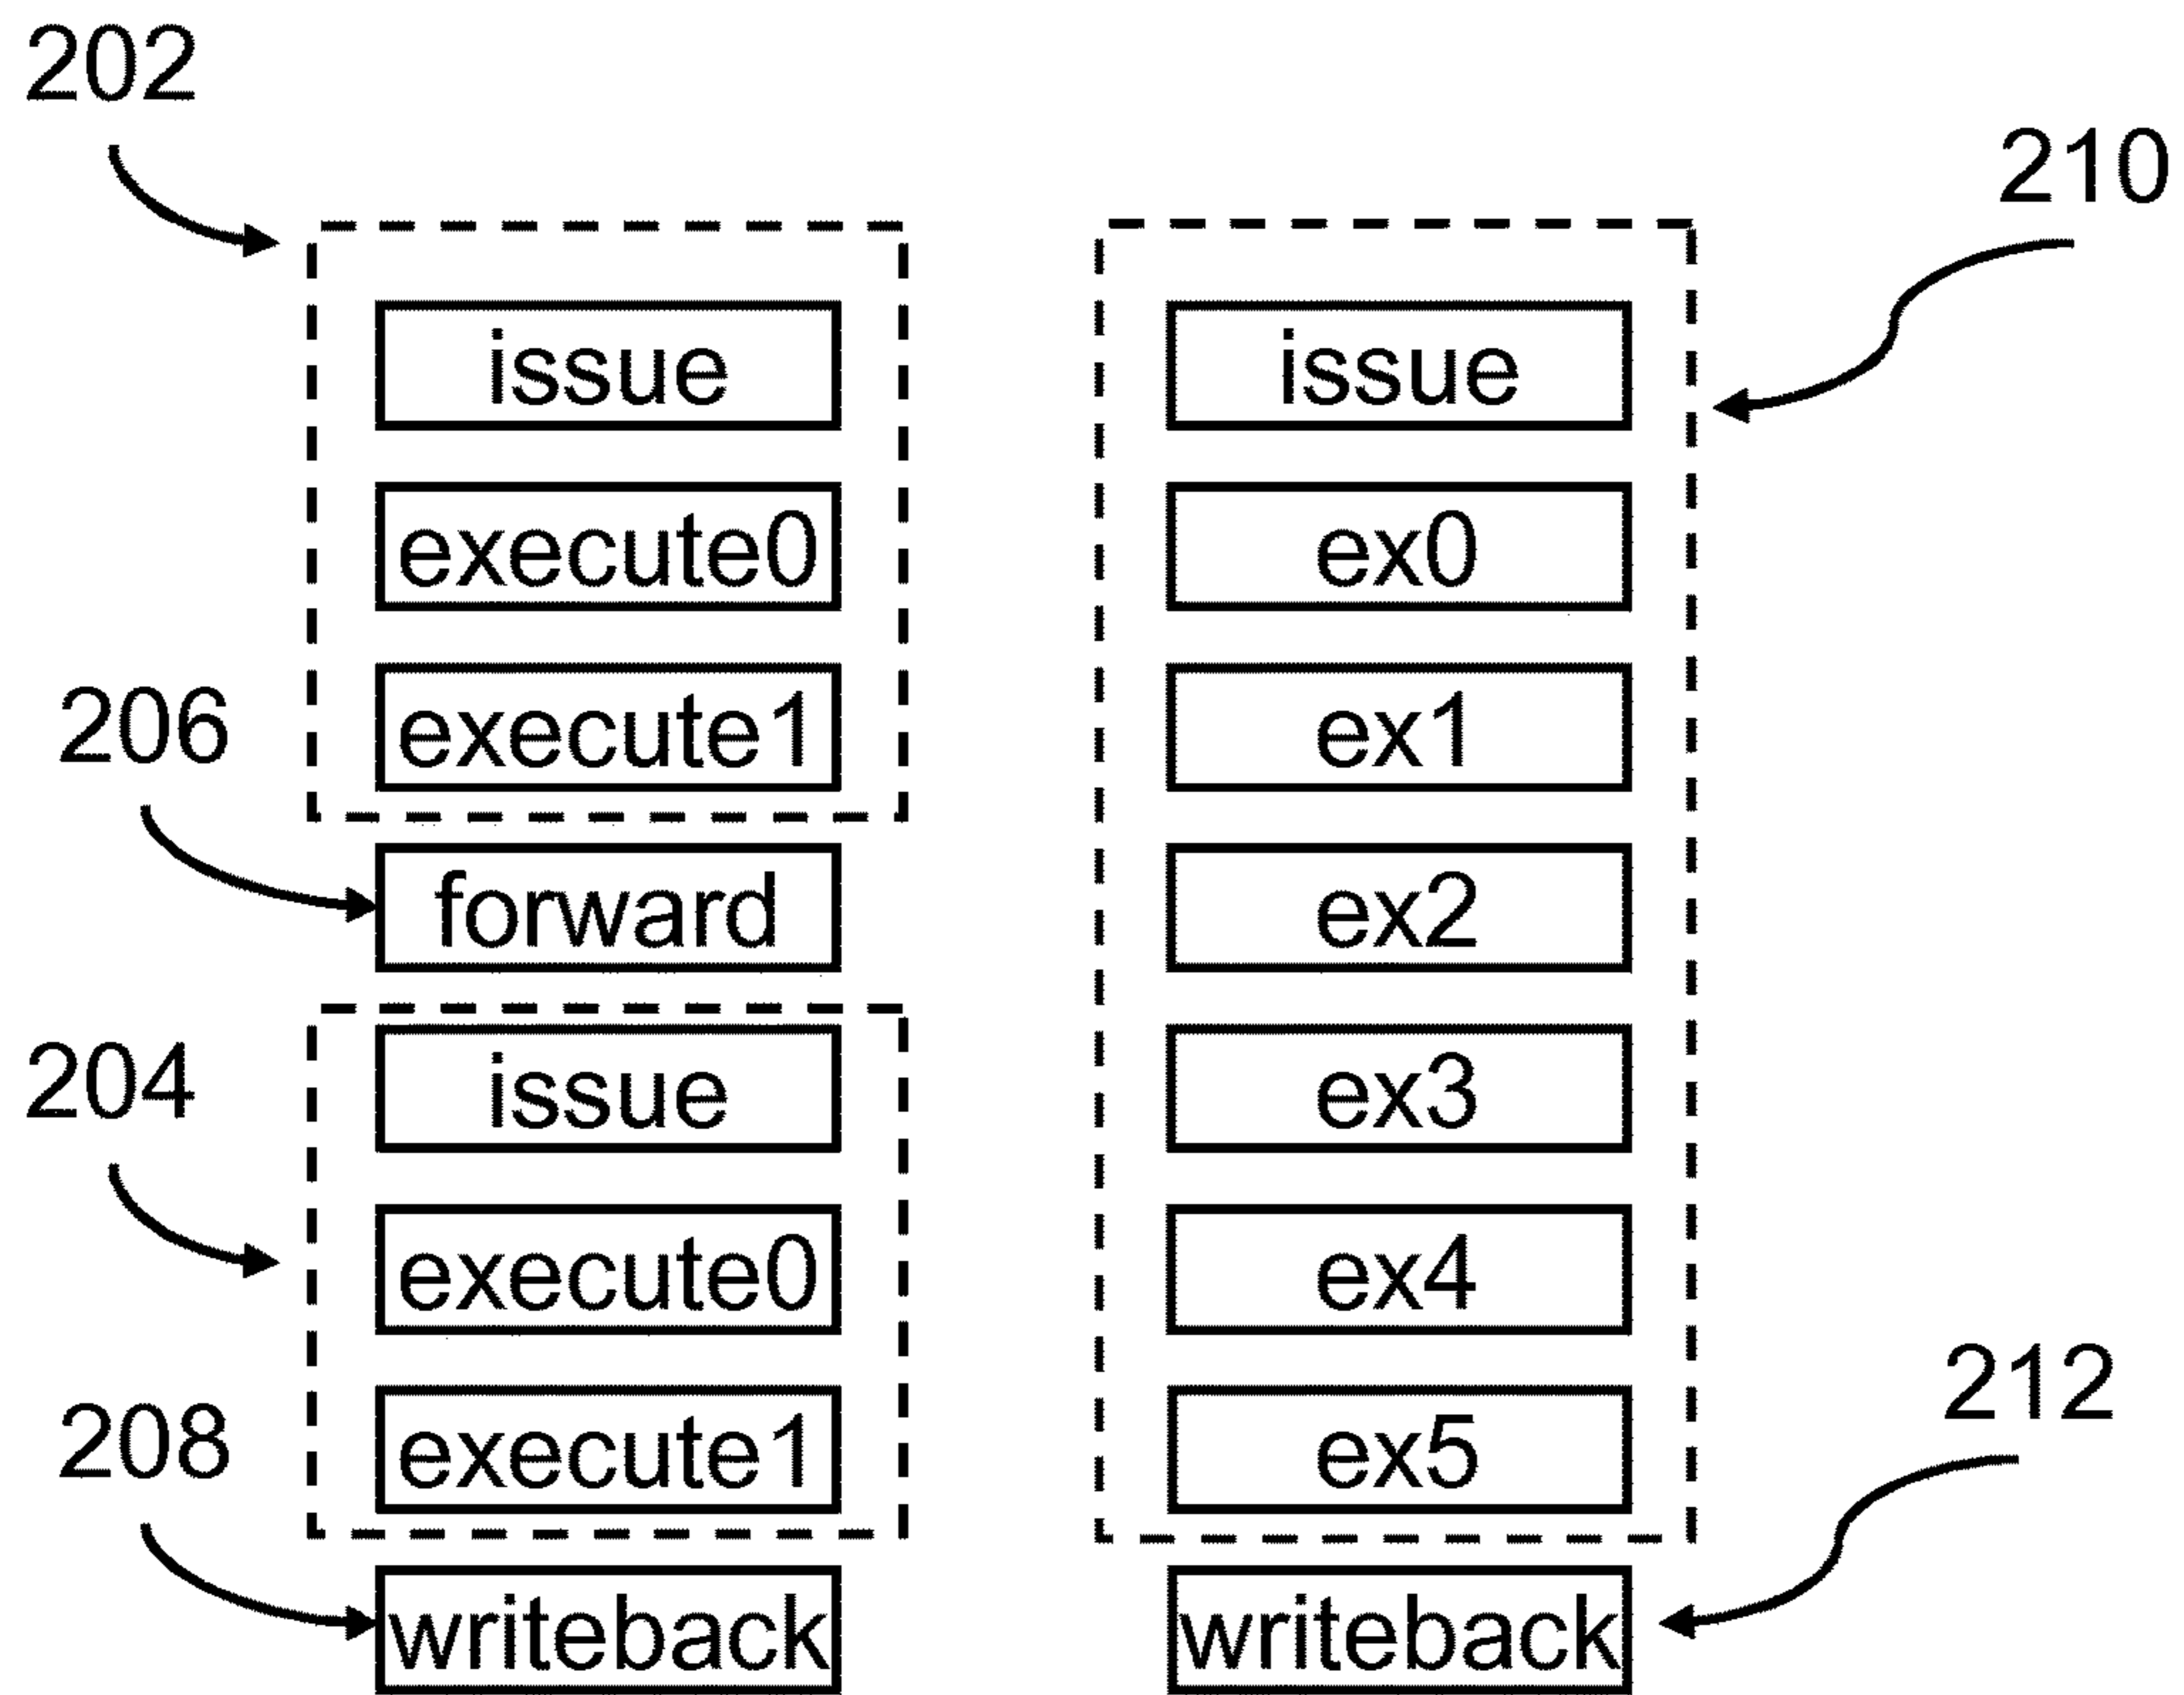 202
210
issue
issue
execute0
ex0
206
execute1
ex1
forward
ex2
204
issue
ex3
execute0
ex4
208
execute1
ex5
212
writeback
writeback